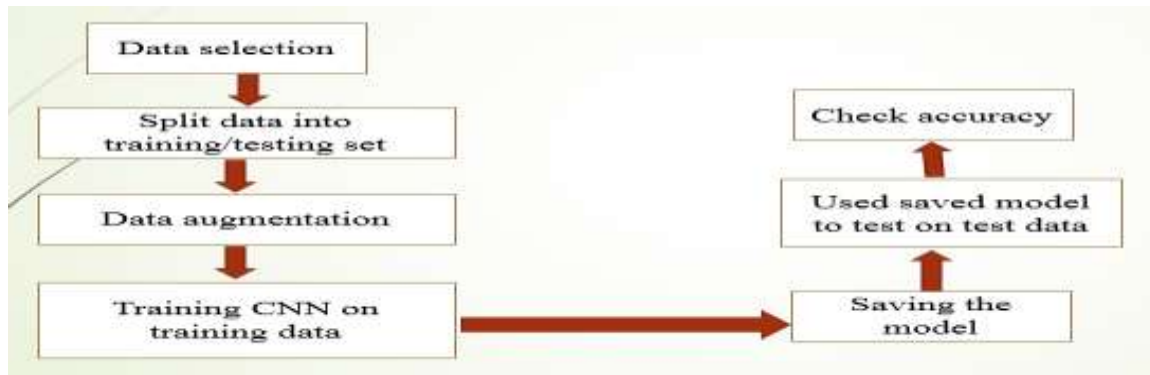 Data selection
Split data into
training/testing set
Data augmentation
Training CNN on
training data
Saving the
model
Used saved model
to test on test data
Check accuracy